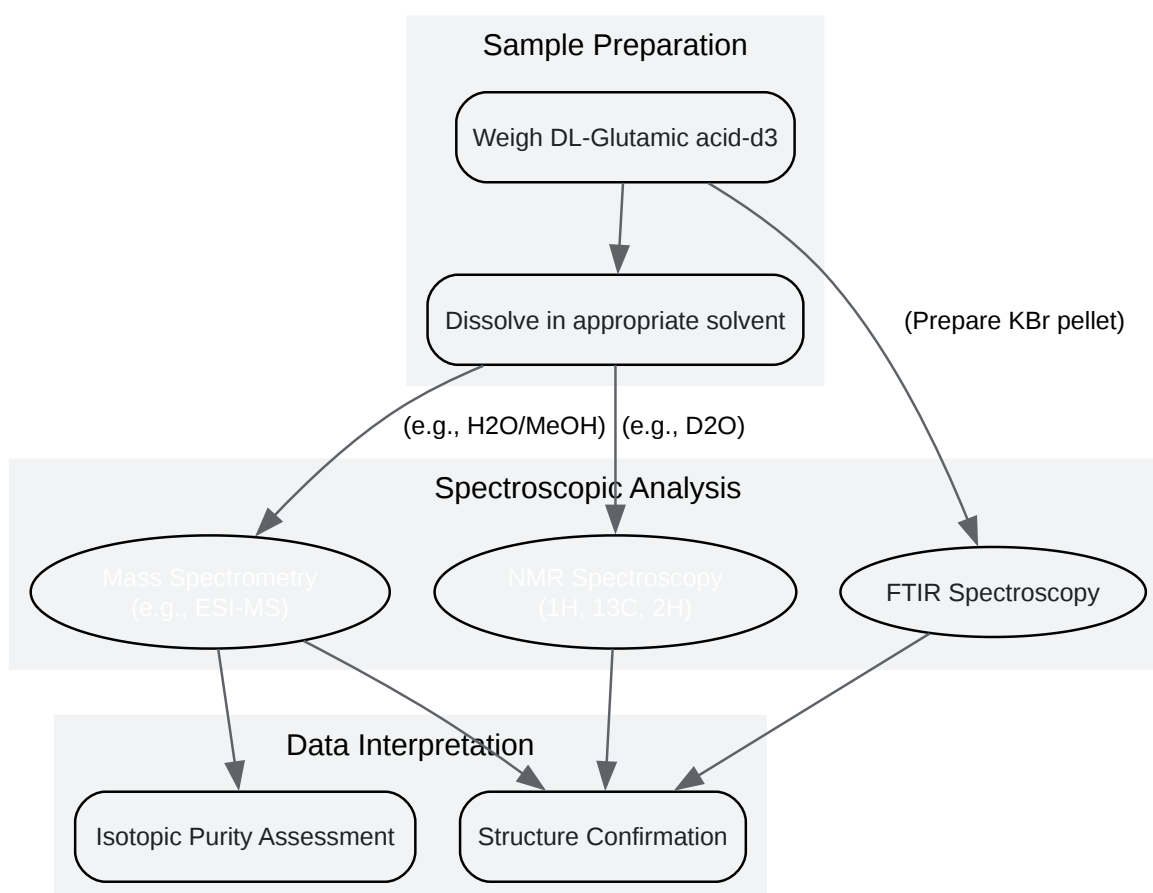 Sample Preparation
Weigh DL-Glutamic acid-d3
Dissolve in appropriate solvent
(Prepare KBr pellet)
(e.g., H2O/MeOH)
(e.g., D2O)
Spectroscopic Analysis
Mass Spectrometry
(e.g., ESI-MS)
NMR Spectroscopy
(1H, 13C, 2H)
FTIR Spectroscopy
Data Interpretation
Isotopic Purity Assessment
Structure Confirmation